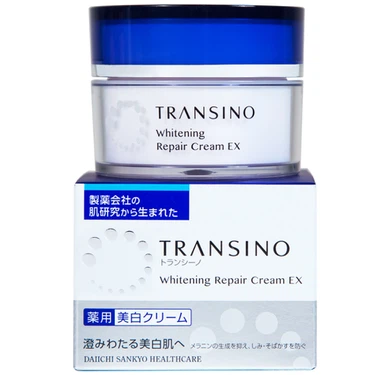 TRANSINO
Whitening
Repair Cream EX
製薬会社の
肌研究から生まれた
TRANSINO
トランシーノ
Whitening Repair Cream EX
薬用 美白クリーム
澄みわたる美白肌へ
メラニンの生成を抑え、しみ・そばかすを防ぐ
DAIICHI SANKYO HEALTHCARE